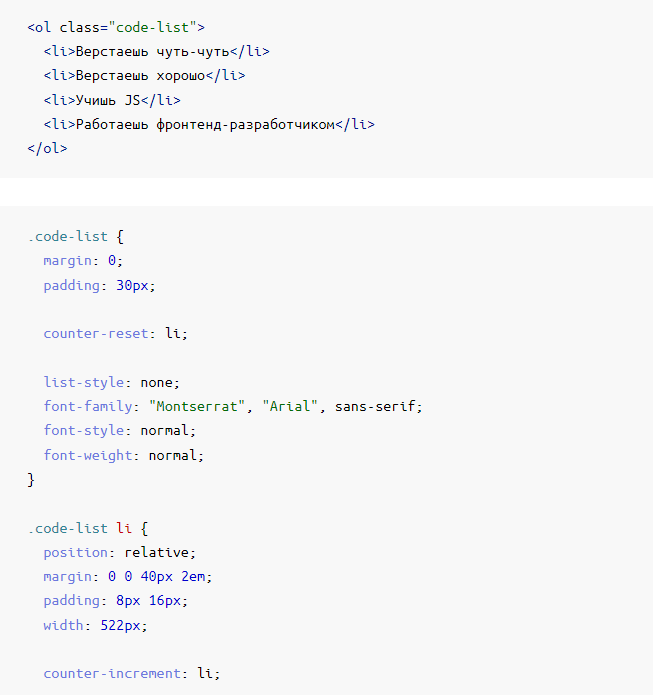 <ol class="code-list">
<li>Верстаешь чуть-чуть</li>
<li>Верстаешь хорошо</li>
<li>Учишь JS</li>
<li>Работаешь фронтенд-разработчиком</li>
</ol>
.code-list {
margin: 0;
padding: 30px;
counter-reset: li;
list-style: none;
font-family: "Montserrat", "Arial", sans-serif;
font-style: normal;
font-weight: normal;
}
.code-list li {
position: relative;
margin: 0 0 40px 2em;
padding: 8px 16px;
width: 522px;
counter-increment: li;